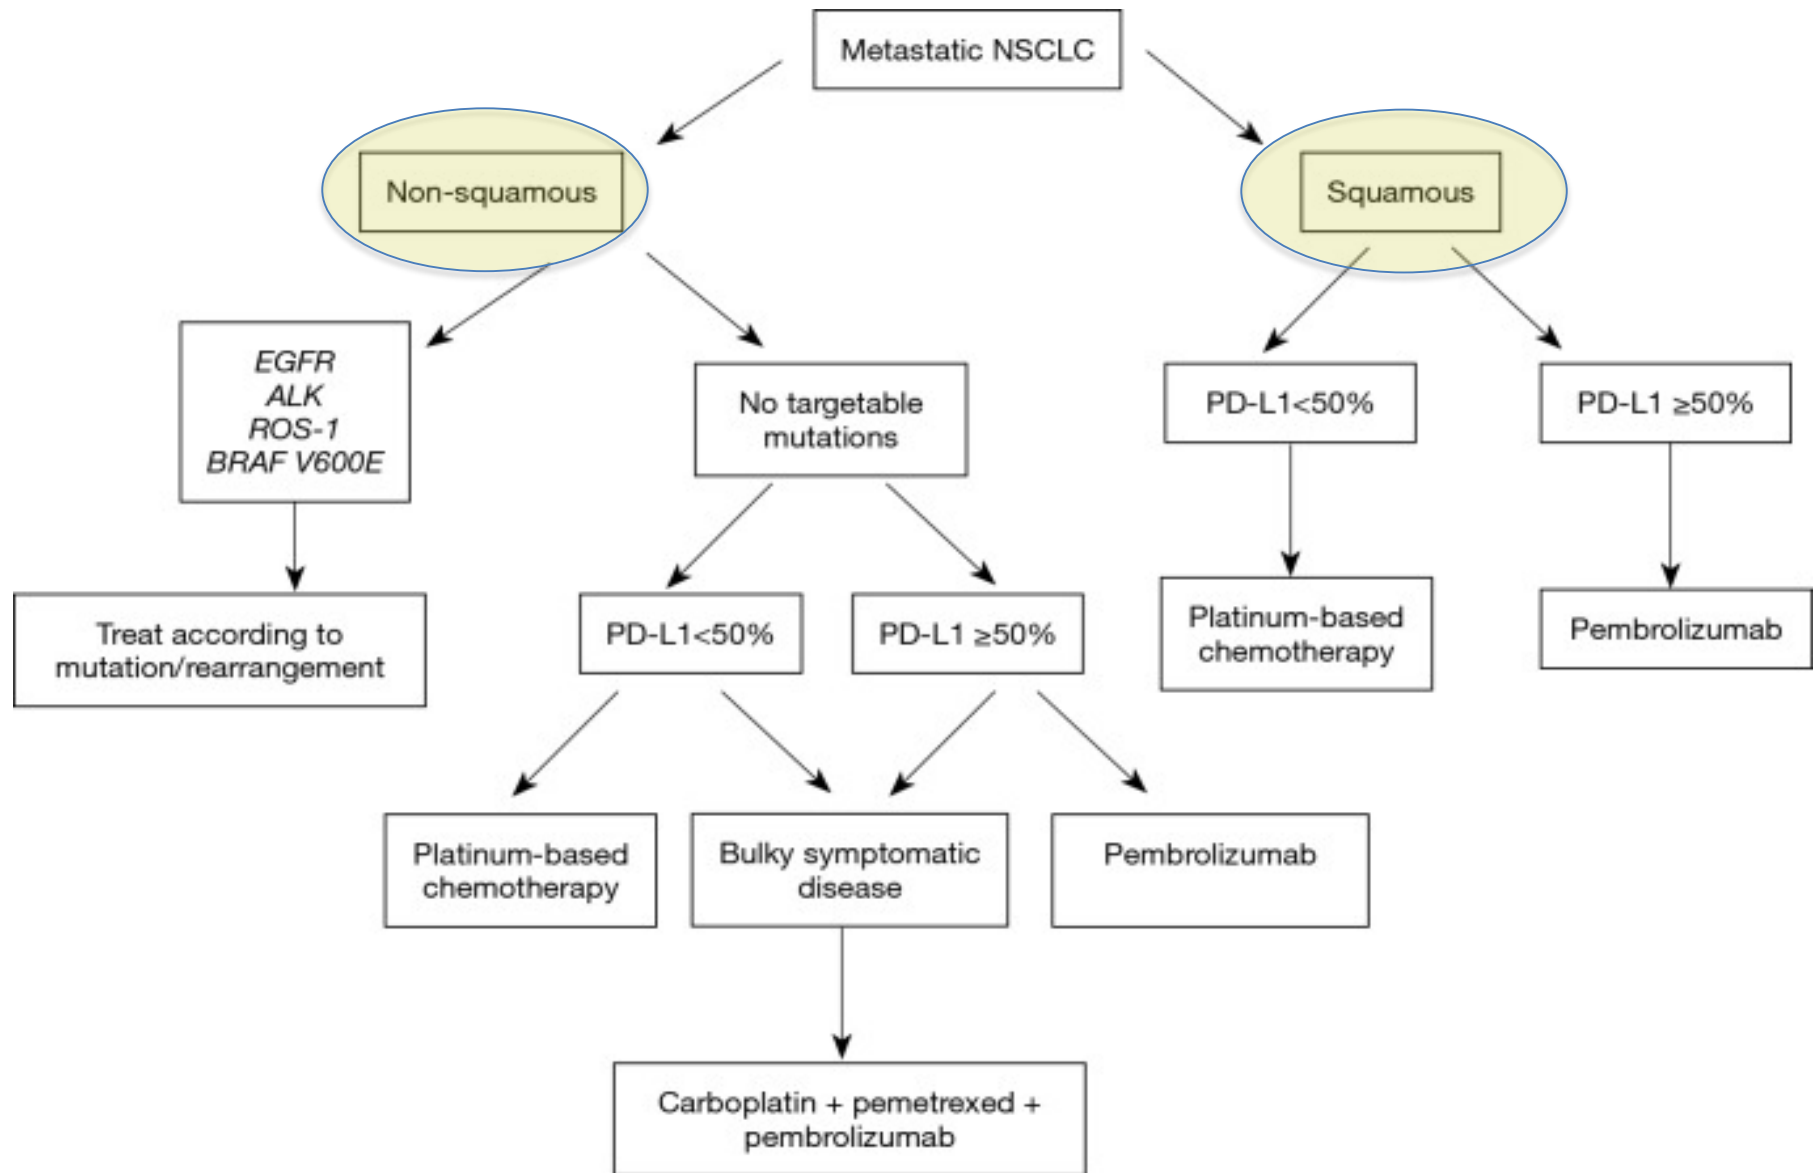 Metastatic NSCLC
Non-squamous
Squamous
EGFR
ALK
ROS-1
BRAF V600E
No targetable
mutations
PD-L1<50%
PD-L1 ≥50%
Treat according to
mutation/rearrangement
PD-L1<50%
PD-L1 ≥50%
Platinum-based
chemotherapy
Pembrolizumab
Platinum-based
chemotherapy
Bulky symptomatic
disease
Pembrolizumab
Carboplatin + pemetrexed +
pembrolizumab